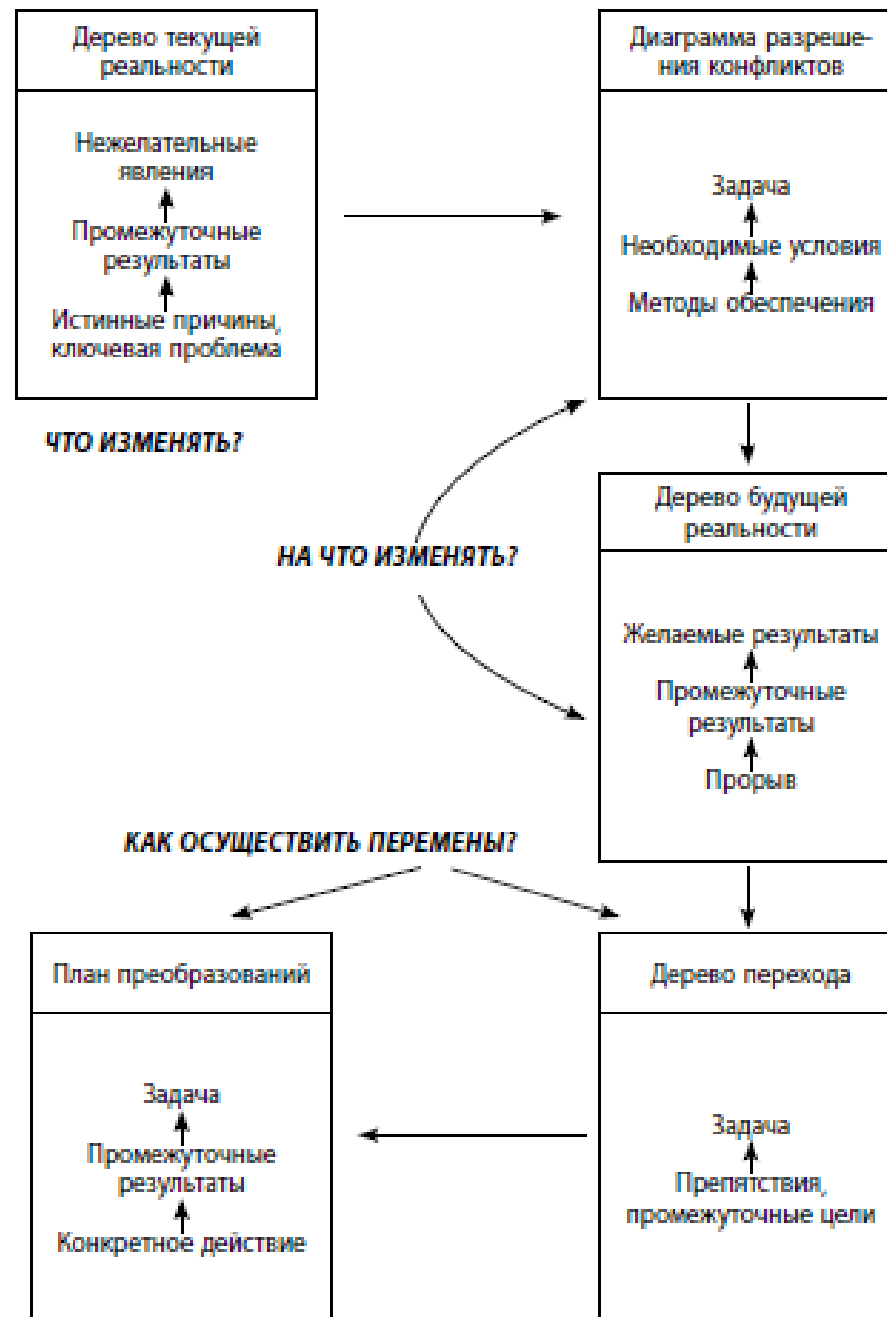 Дерево текущей
реальности
Нежелательные
явления
Промежуточные
результаты
Истинные причины,
ключевая проблема
ЧТО ИЗМЕНЯТЬ?
Диаграмма разреше-
ния конфликтов
Задача
Необходимые условия
Методы обеспечения
НА ЧТО ИЗМЕНЯТЬ?
Дерево будущей
реальности
Желаемые результаты
Промежуточные
результаты
Прорыв
КАК ОСУЩЕСТВИТЬ ПЕРЕМЕНЫ?
План преобразований
Задача
Промежуточные
результаты
Конкретное действие
Дерево перехода
Задача
Препятствия,
промежуточные цели